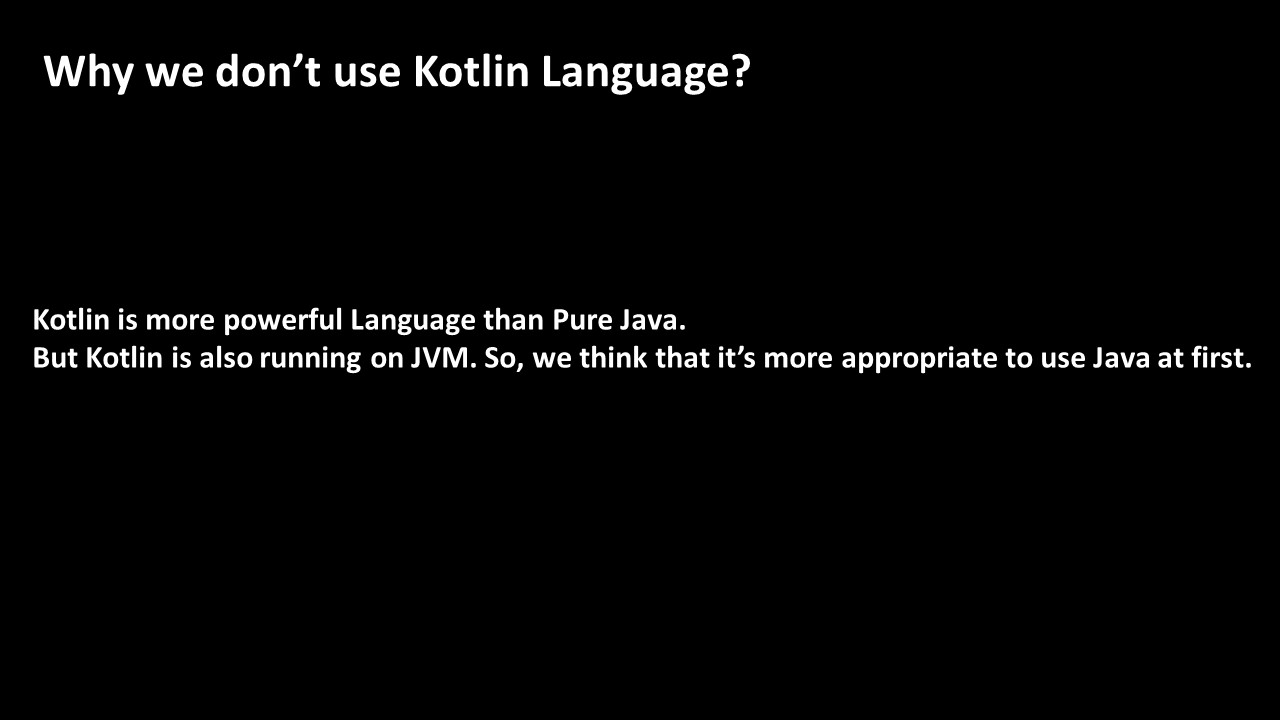 Why we don’t use Kotlin Language?
Kotlin is more powerful Language than Pure Java.
But Kotlin is also running on JVM. So, we think that it’s more appropriate to use Java at first.